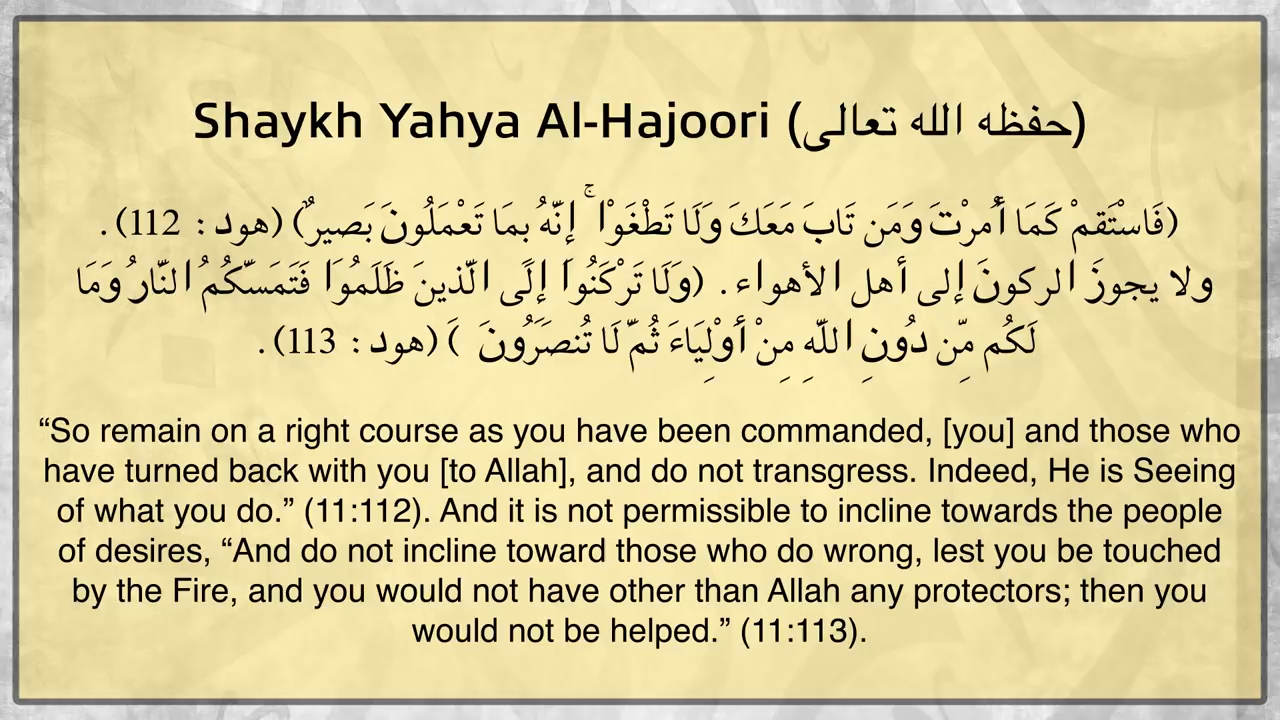 Shaykh Yahya Al-Hajoori (حفظه الله تعالى)
(فَاسْتَقِمْ كَمَا أُمِرْتَ وَمَن تَابَ مَعَكَ وَلَا تَطْغَوْا ۚ إِنَّهُ بِمَا تَعْمَلُونَ بَصِيرٌ) (هود : 112).
ولا يجوزَ الركونَ إلى أهل الأهواء. (وَلَا تَرْكَنُوا إِلَى الَّذِينَ ظَلَمُوا فَتَمَسَّكُمُ النَّارُ وَمَا
لَكُم مِّن دُونِ اللَّهِ مِنْ أَوْلِيَاءَ ثُمَّ لَا تُنصَرُونَ ) (هود : 113).
“So remain on a right course as you have been commanded, [you] and those who
have turned back with you [to Allah], and do not transgress. Indeed, He is Seeing
of what you do.” (11:112). And it is not permissible to incline towards the people
of desires, “And do not incline toward those who do wrong, lest you be touched
by the Fire, and you would not have other than Allah any protectors; then you
would not be helped.” (11:113).